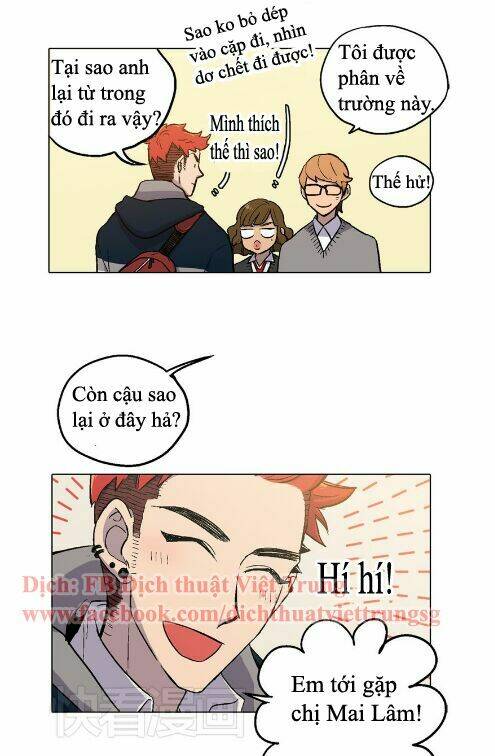 Sao ko bỏ dép
vào cặp đi, nhìn
dơ chết đi được!
Tại sao anh
lại từ trong
đó đi ra vậy?
Tôi được
phân về
trường này.
Mình thích
thế thì sao!
Thế hử!
Còn cậu sao
lại ở đây hả?
Hí hí!
Dịch: FB Dịch thuật Việt Trung
www.facebook.com/dichthuatviettrungsg
Em tới gặp
chị Mai Lâm!
快看漫画